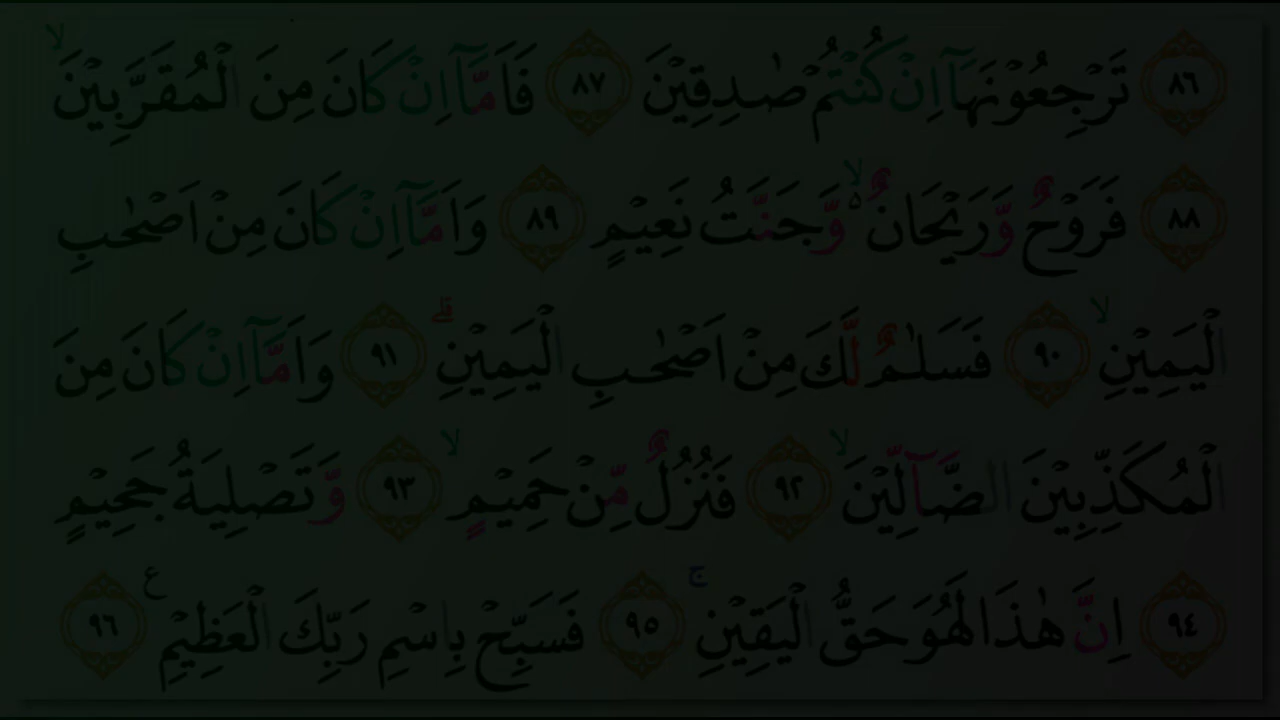 ٨٦ تَرْجِعُوْنَهَآ اِنْ كُنْتُمْ صٰدِقِيْنَ ٨٧ فَاَمَّآ اِنْ كَانَ مِنَ الْمُقَرَّبِيْنَ ۙ
٨٨ فَرَوْحٌ وَّرَيْحَانٌ ەۙ وَّجَنَّتُ نَعِيْمٍ ٨٩ وَاَمَّآ اِنْ كَانَ مِنْ اَصْحٰبِ
الْيَمِيْنِ ۙ ٩٠ فَسَلٰمٌ لَّكَ مِنْ اَصْحٰبِ الْيَمِيْنِ ۗ ٩١ وَاَمَّآ اِنْ كَانَ مِنَ
الْمُكَذِّبِيْنَ الضَّآلِّيْنَ ۙ ٩٢ فَنُزُلٌ مِّنْ حَمِيْمٍ ۙ ٩٣ وَّتَصْلِيَةُ جَحِيْمٍ
٩٤ اِنَّ هٰذَا لَهُوَ حَقُّ الْيَقِيْنِ ۚ ٩٥ فَسَبِّحْ بِاسْمِ رَبِّكَ الْعَظِيْمِ ࣖ ٩٦